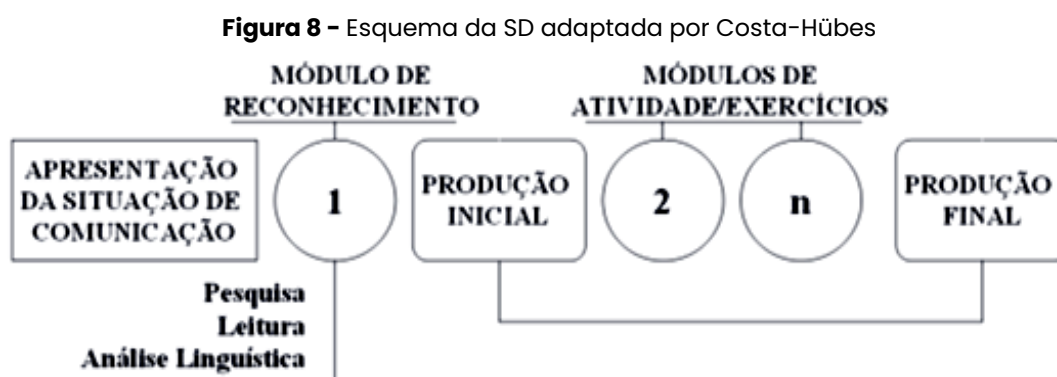 Figura 8 - Esquema da SD adaptada por Costa-Hübes
MÓDULO DE
RECONHECIMENTO
MÓDULOS DE
ATIVIDADE/EXERCÍCIOS
APRESENTAÇÃO
DA SITUAÇÃO DE
COMUNICAÇÃO
1
PRODUÇÃO
INICIAL
2
n
PRODUÇÃO
FINAL
Pesquisa
Leitura
Análise Linguística